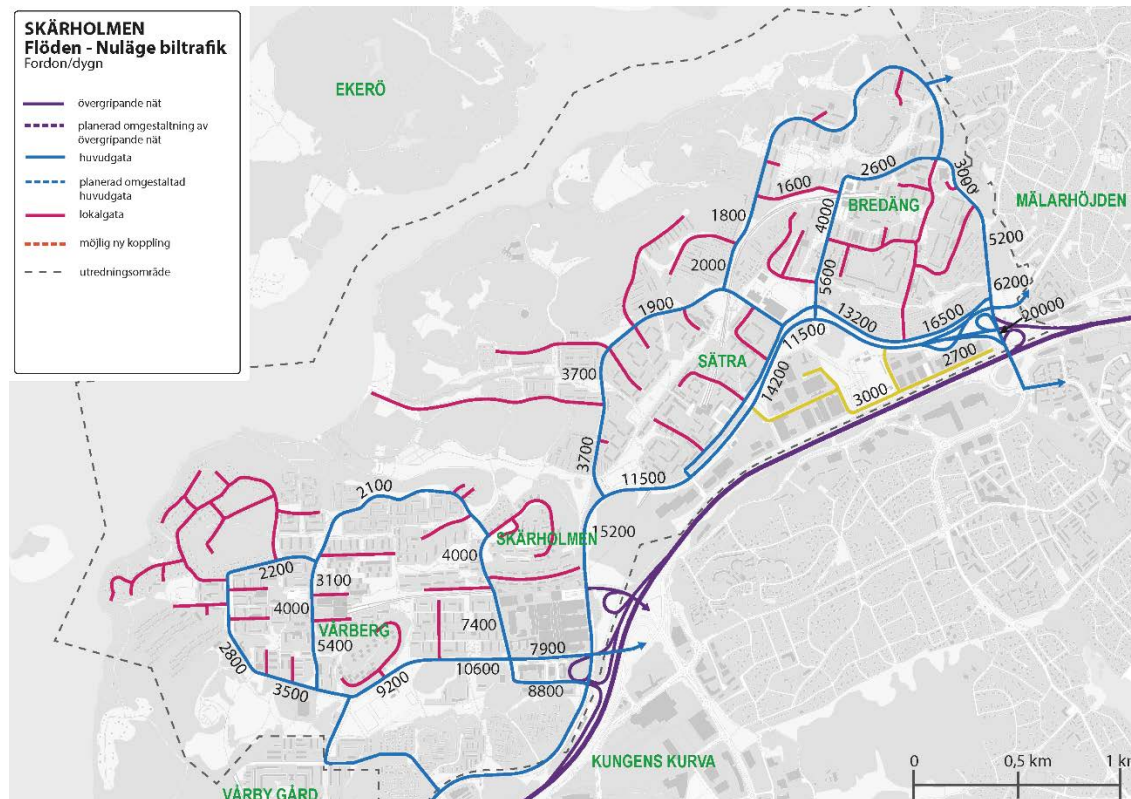 SKÄRHOLMEN
Flöden - Nuläge biltrafik
Fordon/dygn
övergripande nät
planerad omgestaltning av
övergripande nät
huvudgata
planerad omgestaltad
huvudgata
lokalgata
möjlig ny koppling
utredningsområde
EKERÖ
2600
3000
1600
BREDÄNG
MÄLARHÖJDEN
4000
1800
5200
2000
5600
6200
1900
13200
16500
20000
11500
2700
SÄTRA
3700
14200
3000
3700
11500
2100
15200
SKÄRHOLMEN
4000
2200
3100
4000
7400
VÅRBERG
5400
7900
2800
10600
3500
9200
8800
KUNGENS KURVA
0
0,5 km
1 km
VÅRBY GÅRD